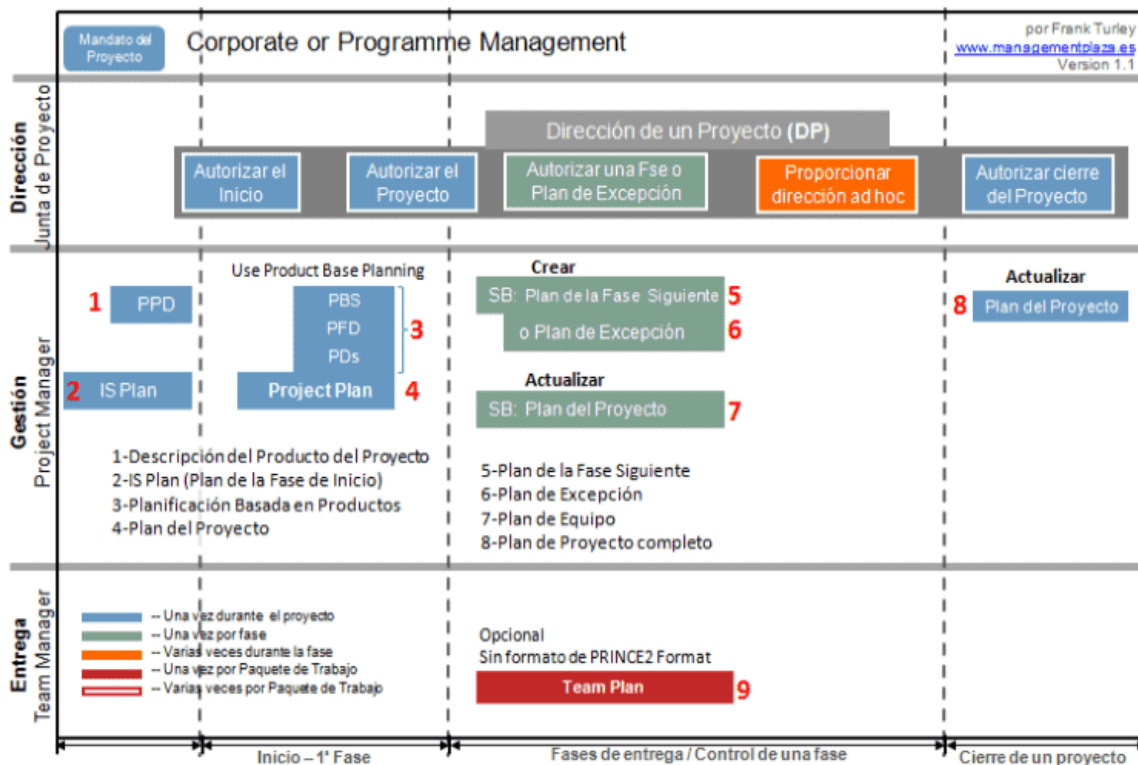 Mandato del
Proyecto
Corporate or Programme Management
por Frank Turley
www.managementplaza.es
Version 1.1
Dirección
Junta de Proyecto
Dirección de un Proyecto (DP)
Autorizar el
Inicio
Autorizar el
Proyecto
Autorizar una Fse o
Plan de Excepción
Proporcionar
dirección ad hoc
Autorizar cierre
del Proyecto
Gestión
Project Manager
1 PPD
2 IS Plan
Use Product Base Planning
PBS
PFD
PDs
3
Project Plan 4
Crear
SB: Plan de la Fase Siguiente 5
o Plan de Excepción 6
Actualizar
SB: Plan del Proyecto 7
Actualizar
8 Plan del Proyecto
1-Descripción del Producto del Proyecto
2-IS Plan (Plan de la Fase de Inicio)
3-Planificación Basada en Productos
4-Plan del Proyecto
5-Plan de la Fase Siguiente
6-Plan de Excepción
7-Plan de Equipo
8-Plan de Proyecto completo
Entrega
Team Manager
-- Una vez durante el proyecto
-- Una vez por fase
-- Varias veces durante la fase
-- Una vez por Paquete de Trabajo
-- Varias veces por Paquete de Trabajo
Opcional
Sin formato de PRINCE2 Format
Team Plan 9
Inicio – 1ª Fase
Fases de entrega / Control de una fase
Cierre de un proyecto